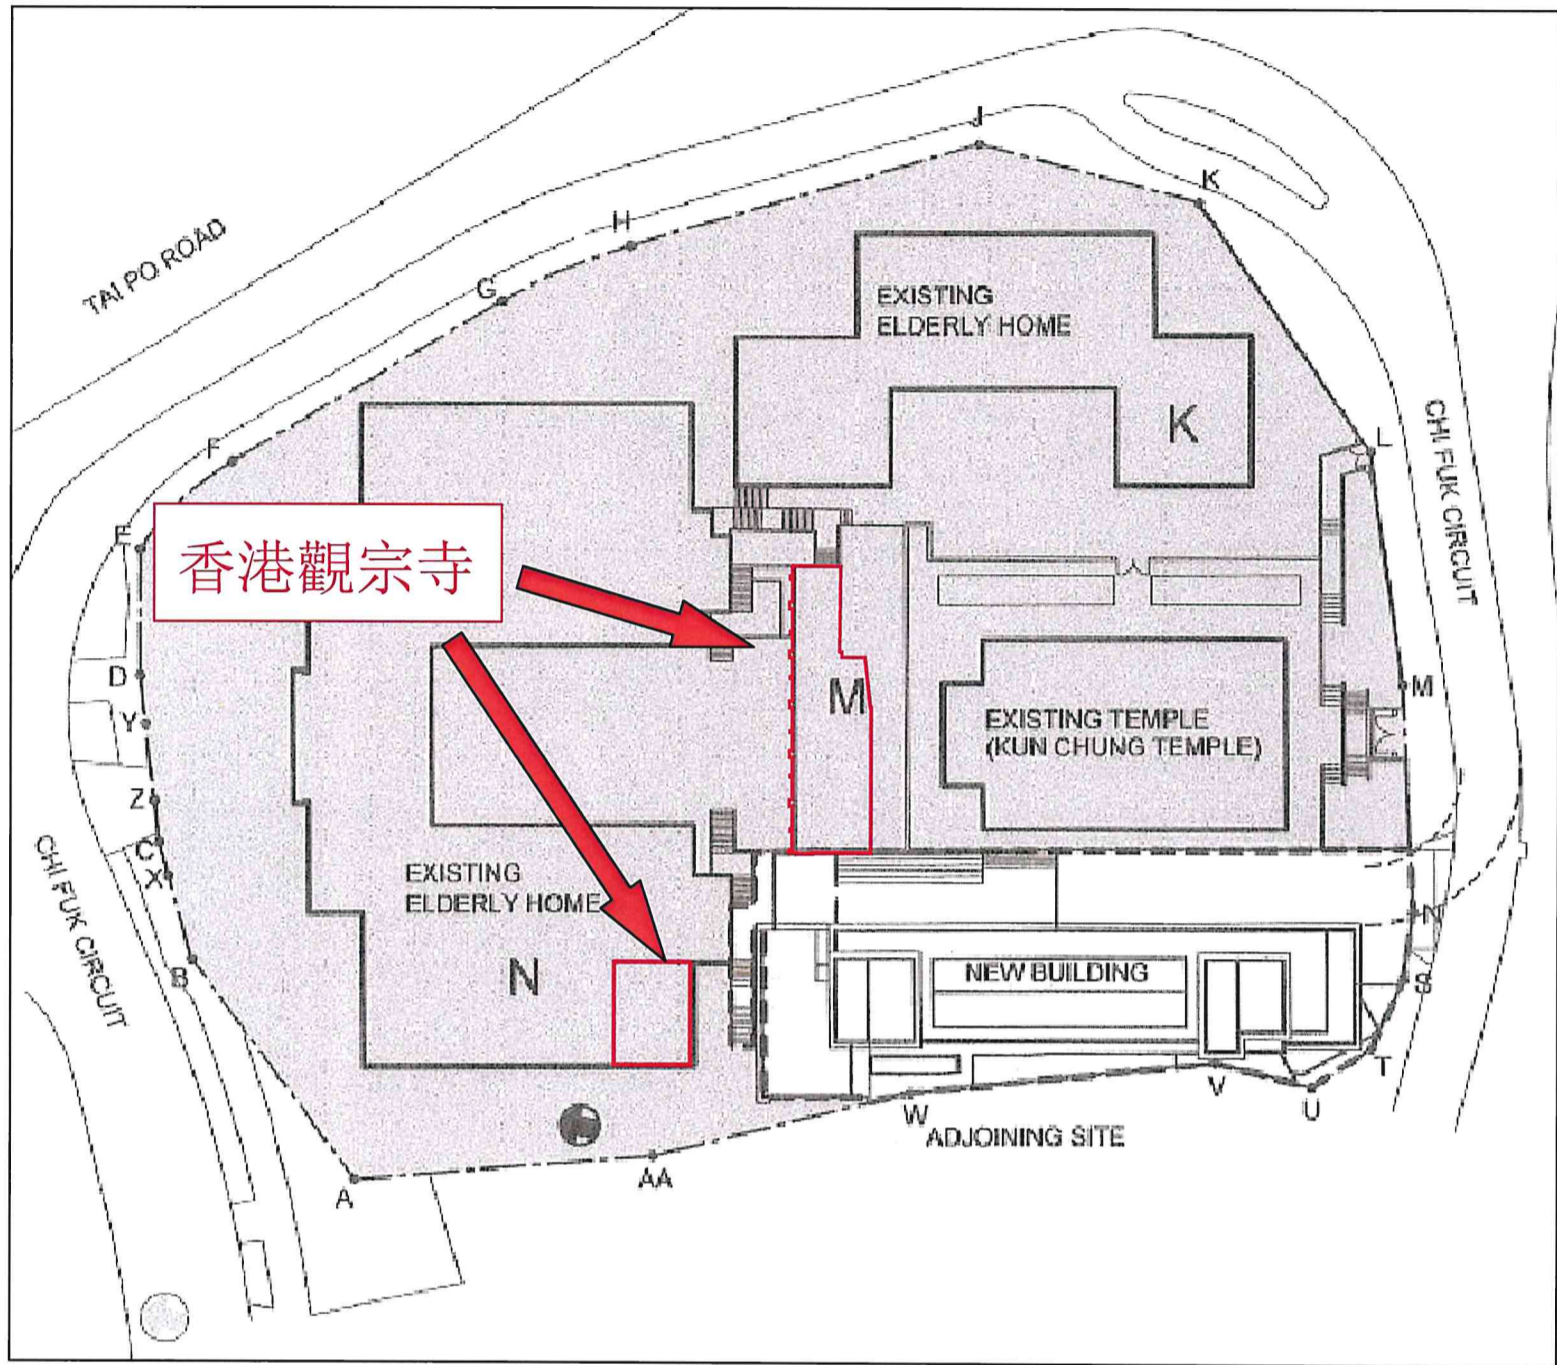 J
K
H
TAI PO ROAD
G
EXISTING
ELDERLY HOME
K
CHI FUK CIRCUIT
L
F
E
香港觀宗寺
D
M
M
Y
EXISTING TEMPLE
(KUN CHUNG TEMPLE)
Z
C
X
CHI FUK CIRCUIT
EXISTING
ELDERLY HOME
N
B
N
NEW BUILDING
S
T
V
U
W
ADJOINING SITE
AA
A